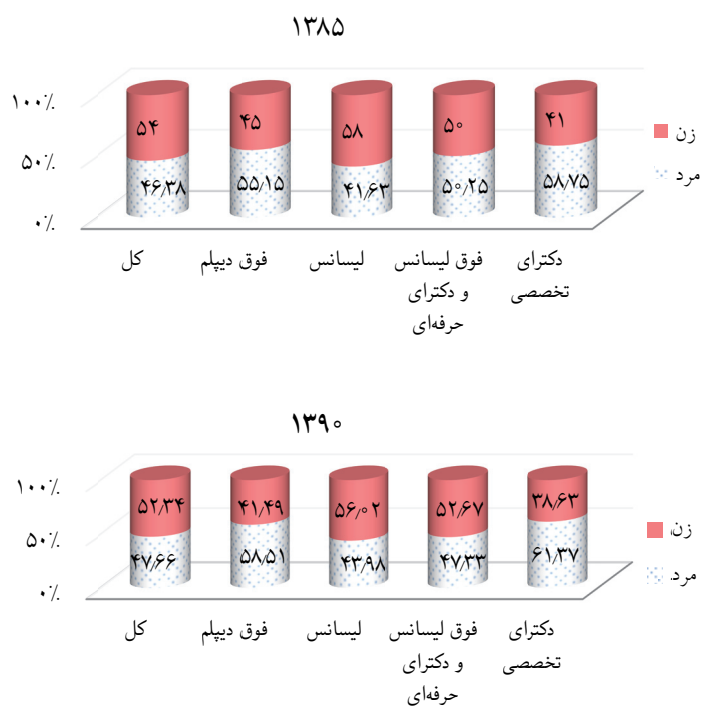 ۱۳۸۵
۱۰۰٪
۵۰٪
۰٪
۵۴
۴۵
۵۸
۵۰
۴۱
۴۶٫۳۸
۵۵٫۱۵
۴۱٫۶۳
۵۰٫۲۵
۵۸٫۷۵
زن
مرد
کل
فوق دیپلم
لیسانس
فوق لیسانس
و دکترای
حرفه‌ای
دکترای
تخصصی
۱۳۹۰
۱۰۰٪
۵۰٪
۰٪
۵۲٫۳۴
۴۱٫۴۹
۵۶٫۰۲
۵۲٫۶۷
۳۸٫۶۳
۴۷٫۶۶
۵۸٫۵۱
۴۳٫۹۸
۴۷٫۳۳
۶۱٫۳۷
زن
مرد
کل
فوق دیپلم
لیسانس
فوق لیسانس
و دکترای
حرفه‌ای
دکترای
تخصصی